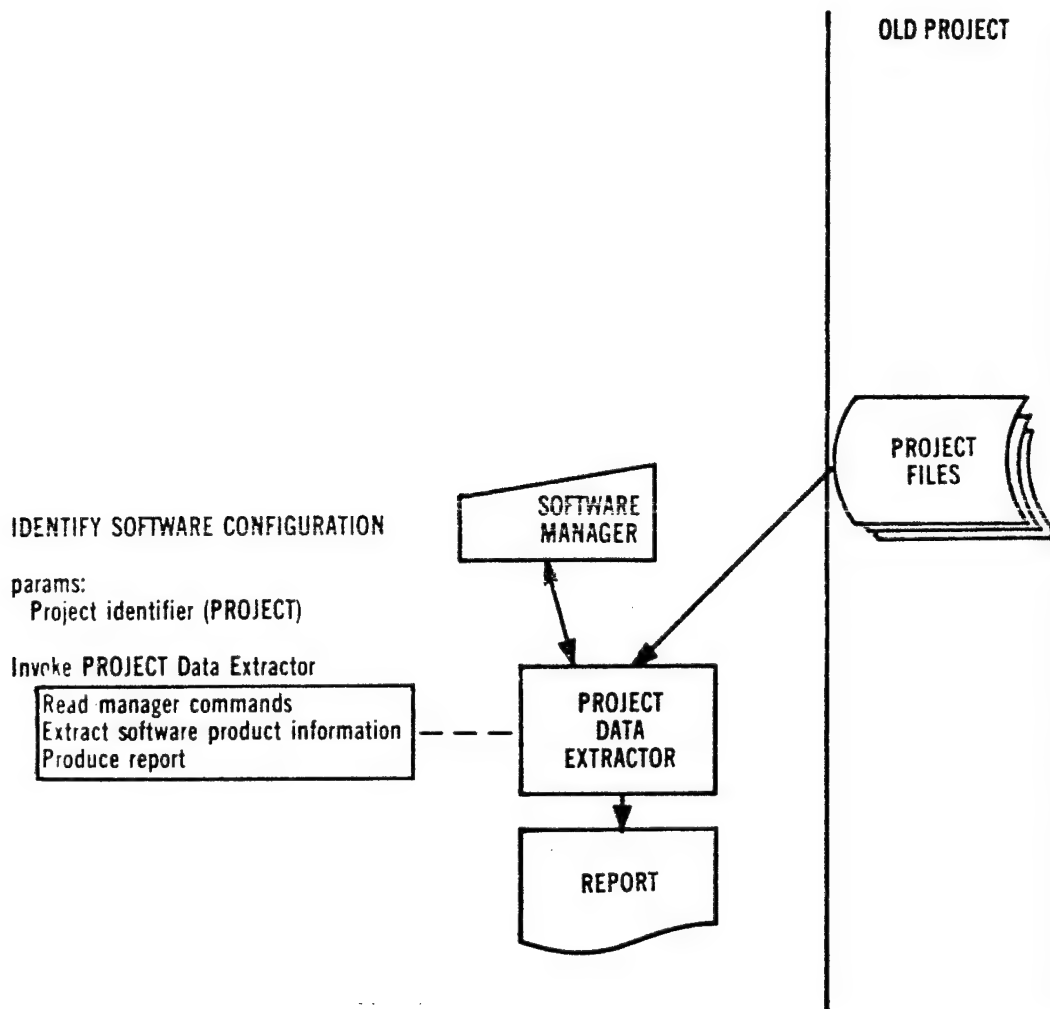 OLD PROJECT
PROJECT
FILES
SOFTWARE
MANAGER
IDENTIFY SOFTWARE CONFIGURATION
params:
Project identifier (PROJECT)
Invoke PROJECT Data Extractor
Read manager commands
Extract software product information
Produce report
PROJECT
DATA
EXTRACTOR
REPORT